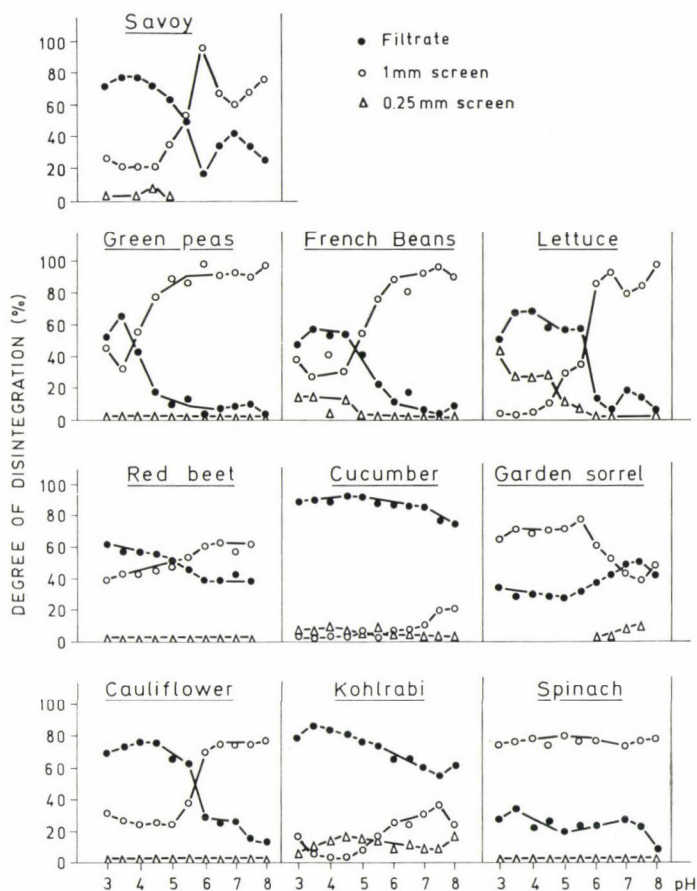 Savoy
Filtrate
1mm screen
0.25mm screen
100
80
60
40
20
0
Green peas
French Beans
Lettuce
100
80
60
40
20
0
DEGREE OF DISINTEGRATION (%)
Red beet
Cucumber
Garden sorrel
100
80
60
40
20
0
Cauliflower
Kohlrabi
Spinach
100
80
60
40
20
0
3 4 5 6 7 8 3 4 5 6 7 8 3 4 5 6 7 8 pH